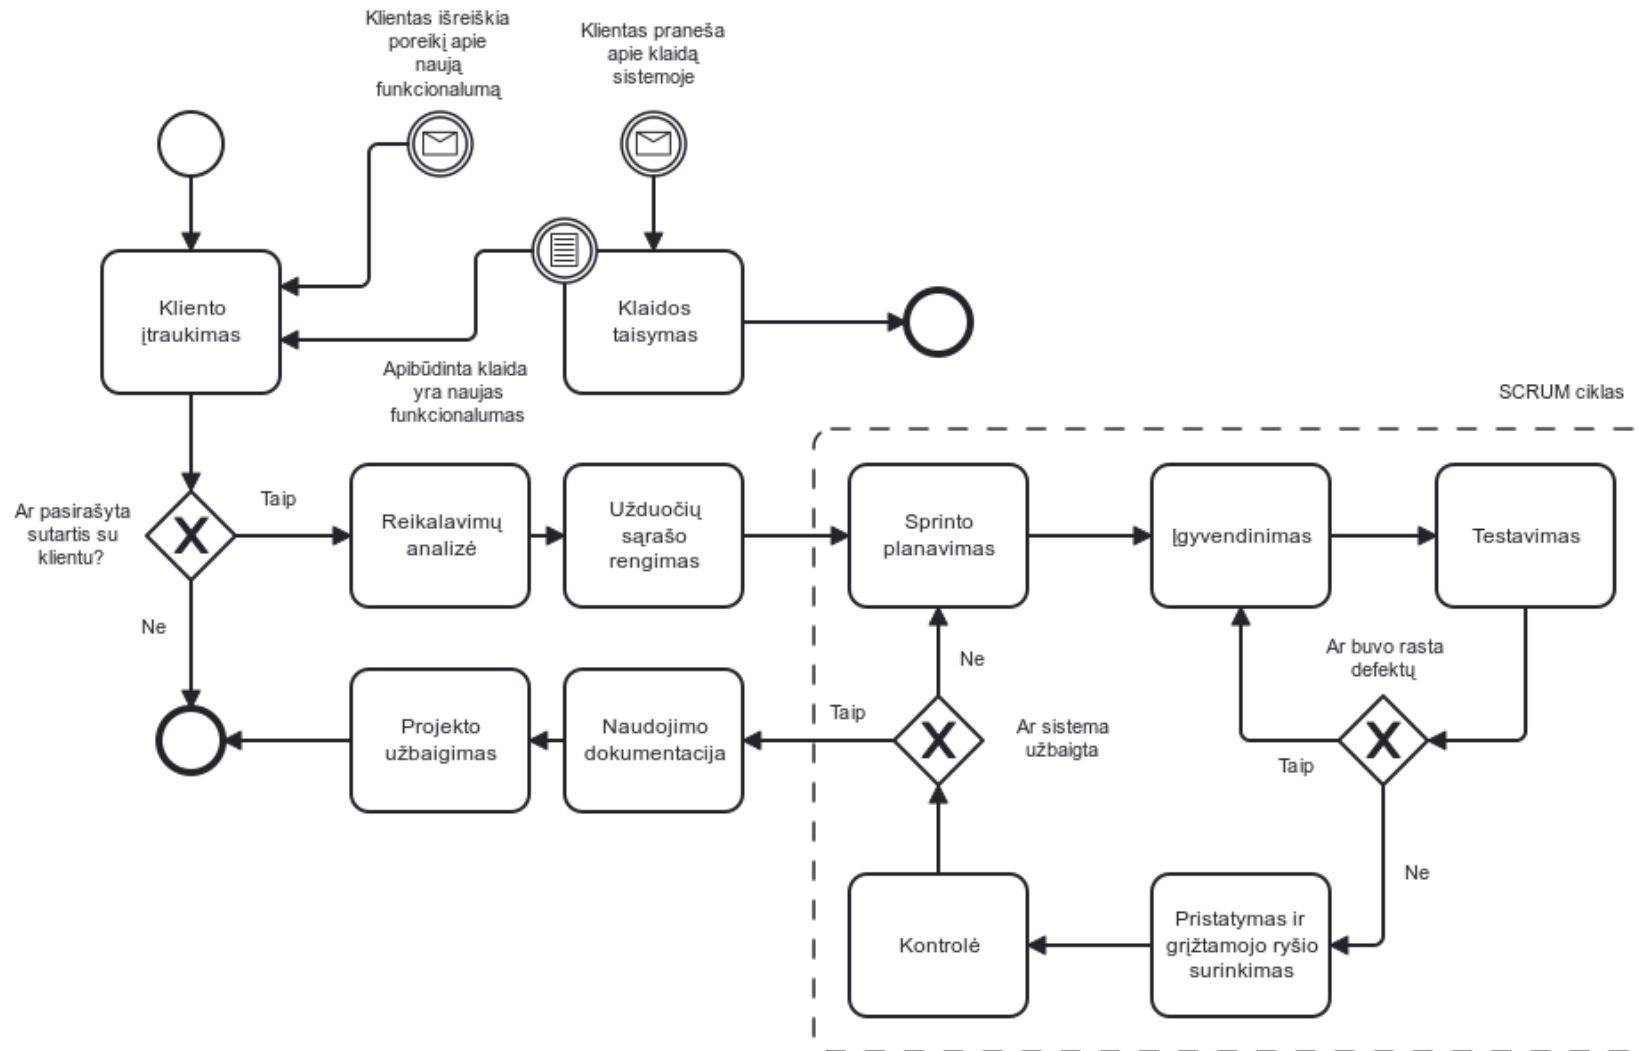 Klientas išreiškia
poreikį apie
naują
funkcionalumą
Klientas praneša
apie klaidą
sistemoje
Kliento
įtraukimas
Klaidos
taisymas
Apibūdinta klaida
yra naujas
funkcionalumas
SCRUM ciklas
Ar pasirašyta
sutartis su
klientu?
Taip
Reikalavimų
analizė
Užduočių
sąrašo
rengimas
Sprinto
planavimas
Įgyvendinimas
Testavimas
Ne
Ne
Ar buvo rasta
defektų
Projekto
užbaigimas
Naudojimo
dokumentacija
Taip
Ar sistema
užbaigta
Taip
Ne
Kontrolė
Pristatymas ir
grįžtamojo ryšio
surinkimas